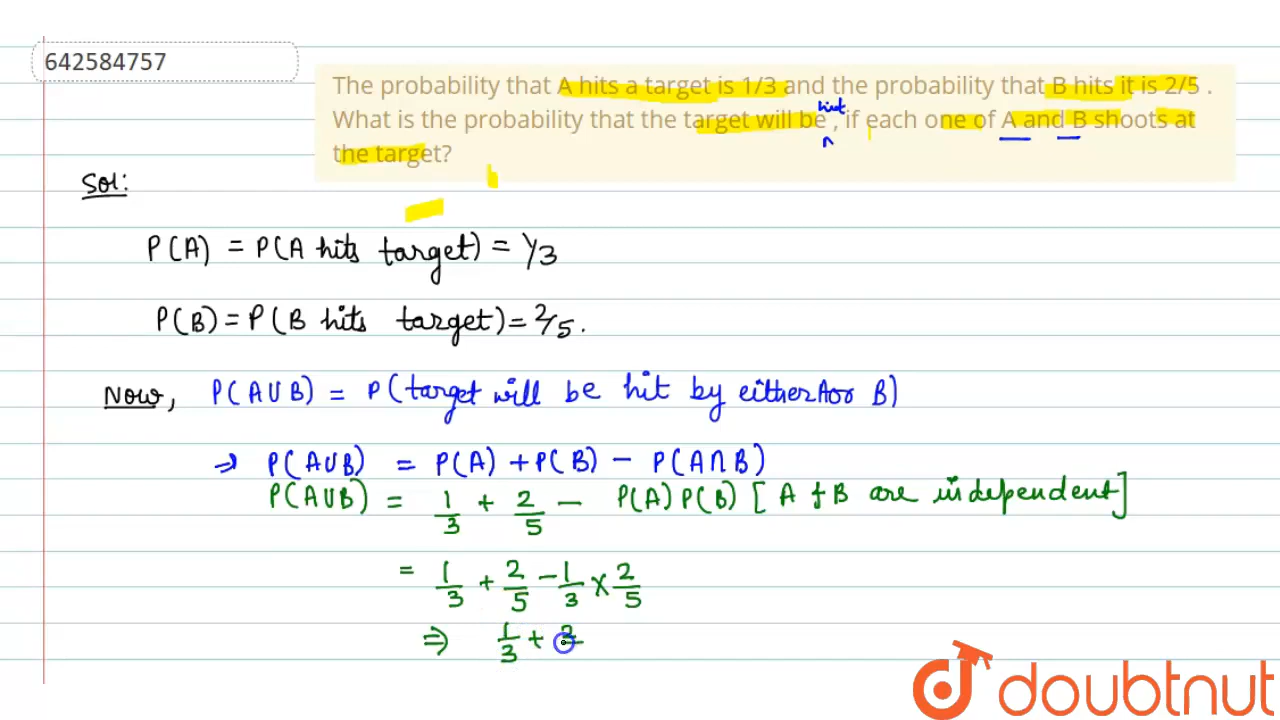 642584757
The probability that A hits a target is 1/3 and the probability that B hits it is 2/5 .
What is the probability that the target will be hit , if each one of A and B shoots at
the target?
Sol:
P(A) = P(A hits target) = 1/3
P(B) = P(B hits target) = 2/5.
Now, P(A∪B) = P(target will be hit by either A or B)
⇒ P(A∪B) = P(A) + P(B) − P(A∩B)
P(A∪B) = 1/3 + 2/5 − P(A)P(B) [A & B are independent]
= 1/3 + 2/5 − 1/3 × 2/5
⇒ 1/3 + 2
doubtnut